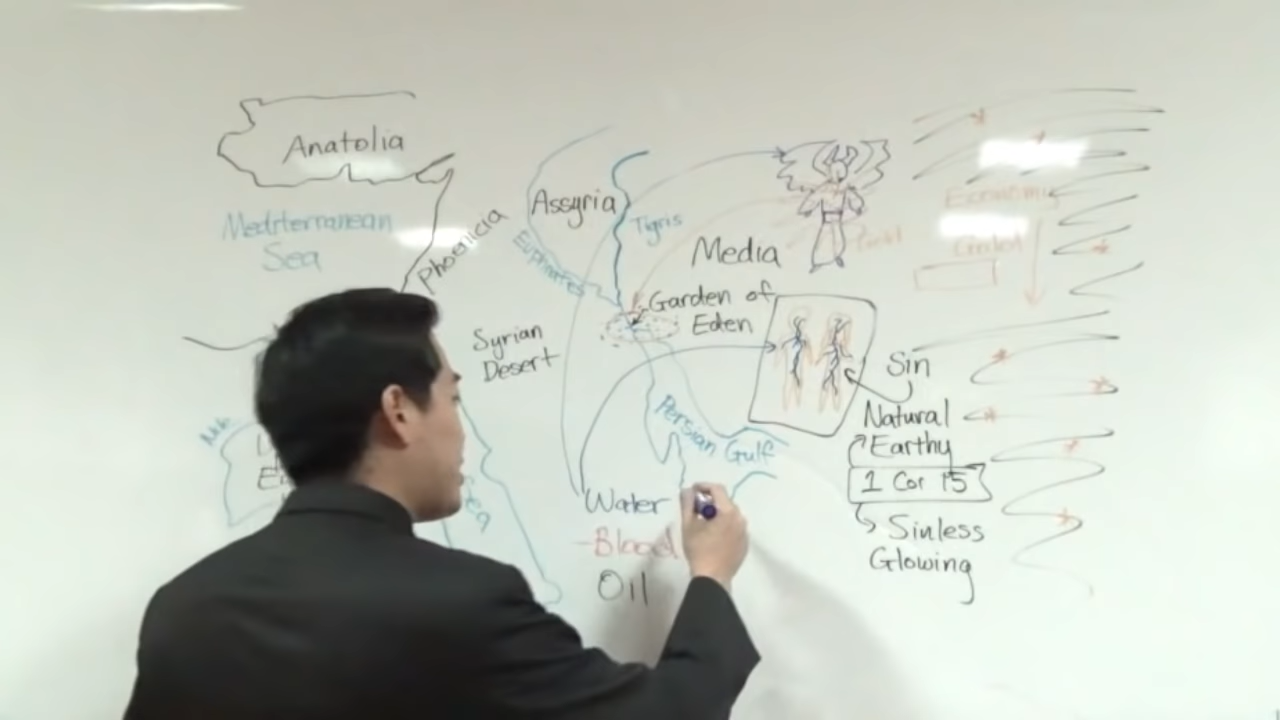 Anatolia
Mediterranean
Sea
Phoenicia
Assyria
Euphrates
Tigris
Media
Garden of
Eden
Syrian
Desert
Persian Gulf
Sin
Natural
Earthy
1 Cor 15
Sinless
Glowing
Water
-Blood
Oil
Economic